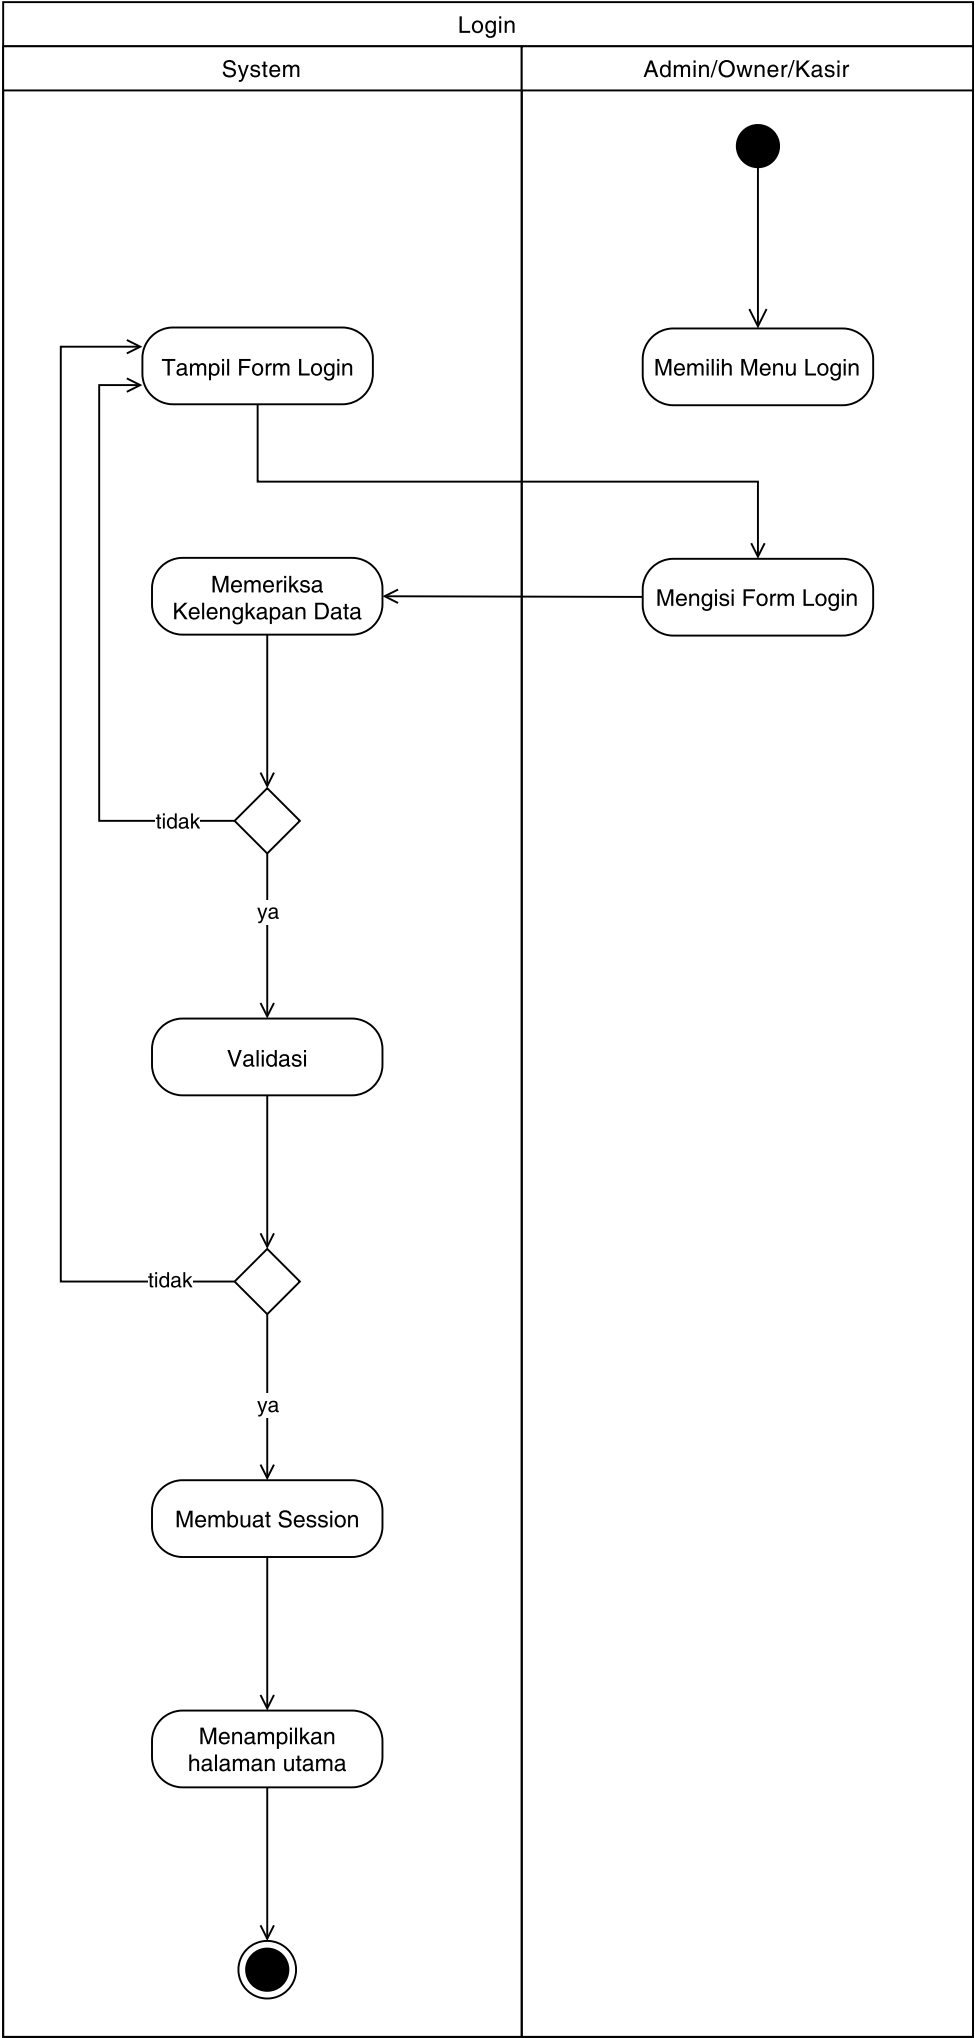 Login
System
Admin/Owner/Kasir
Tampil Form Login
Memilih Menu Login
Memeriksa
Kelengkapan Data
Mengisi Form Login
tidak
ya
Validasi
tidak
ya
Membuat Session
Menampilkan
halaman utama